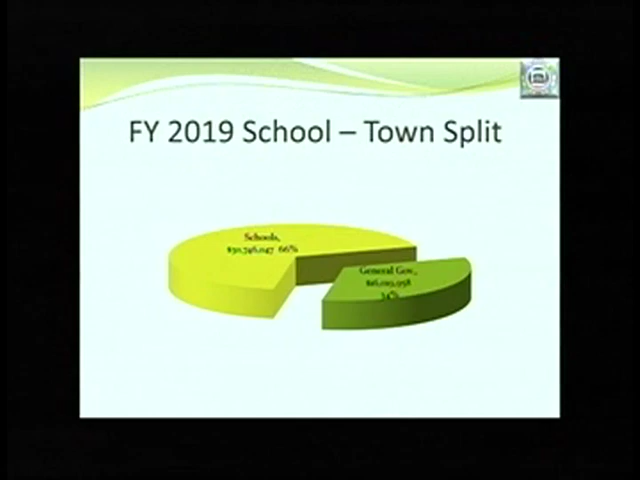 FY 2019 School – Town Split
Schools,
66%
General Gov.,
34%